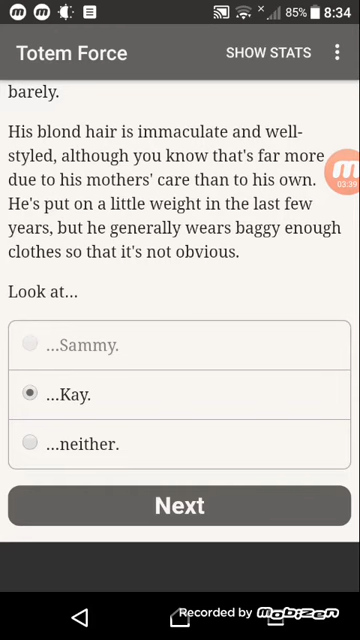 85% 8:34
Totem Force SHOW STATS
barely.
03:39
His blond hair is immaculate and well-
styled, although you know that's far more
due to his mothers' care than to his own.
He's put on a little weight in the last few
years, but he generally wears baggy enough
clothes so that it's not obvious.
Look at...
...Sammy.
...Kay.
...neither.
Next
Recorded by mobizen